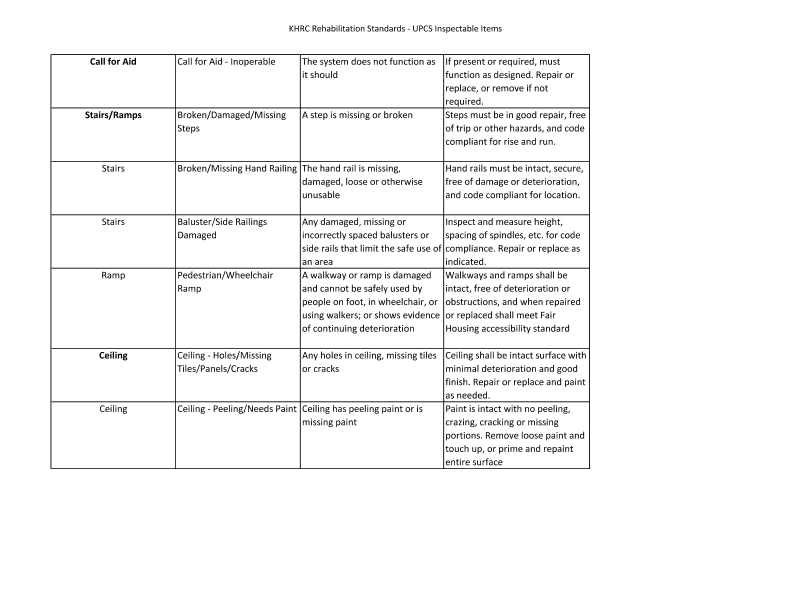 KHRC Rehabilitation Standards - UPCS Inspectable Items
Call for Aid
Call for Aid - Inoperable
The system does not function as
it should
If present or required, must
function as designed. Repair or
replace, or remove if not
required.
Stairs/Ramps
Broken/Damaged/Missing
Steps
A step is missing or broken
Steps must be in good repair, free
of trip or other hazards, and code
compliant for rise and run.
Stairs
Broken/Missing Hand Railing
The hand rail is missing,
damaged, loose or otherwise
unusable
Hand rails must be intact, secure,
free of damage or deterioration,
and code compliant for location.
Stairs
Baluster/Side Railings
Damaged
Any damaged, missing or
incorrectly spaced balusters or
side rails that limit the safe use of
an area
Inspect and measure height,
spacing of spindles, etc. for code
compliance. Repair or replace as
indicated.
Ramp
Pedestrian/Wheelchair
Ramp
A walkway or ramp is damaged
and cannot be safely used by
people on foot, in wheelchair, or
using walkers; or shows evidence
of continuing deterioration
Walkways and ramps shall be
intact, free of deterioration or
obstructions, and when repaired
or replaced shall meet Fair
Housing accessibility standard
Ceiling
Ceiling - Holes/Missing
Tiles/Panels/Cracks
Any holes in ceiling, missing tiles
or cracks
Ceiling shall be intact surface with
minimal deterioration and good
finish. Repair or replace and paint
as needed.
Ceiling
Ceiling - Peeling/Needs Paint
Ceiling has peeling paint or is
missing paint
Paint is intact with no peeling,
crazing, cracking or missing
portions. Remove loose paint and
touch up, or prime and repaint
entire surface